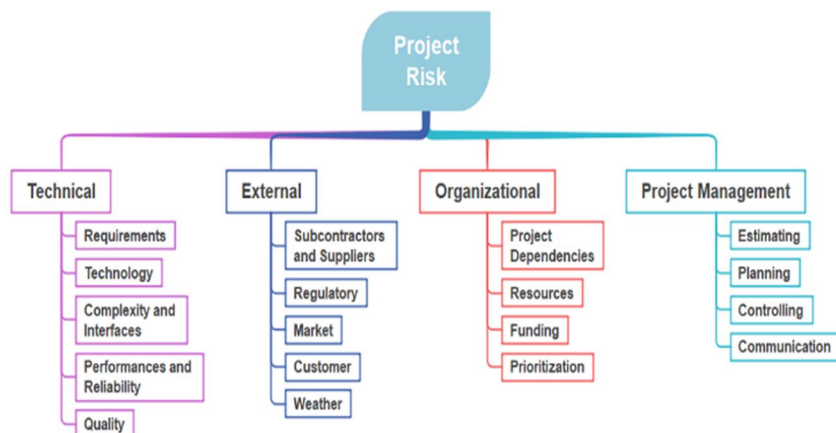 Project
Risk
Technical
Requirements
Technology
Complexity and
Interfaces
Performances and
Reliability
Quality
External
Subcontractors
and Suppliers
Regulatory
Market
Customer
Weather
Organizational
Project
Dependencies
Resources
Funding
Prioritization
Project Management
Estimating
Planning
Controlling
Communication